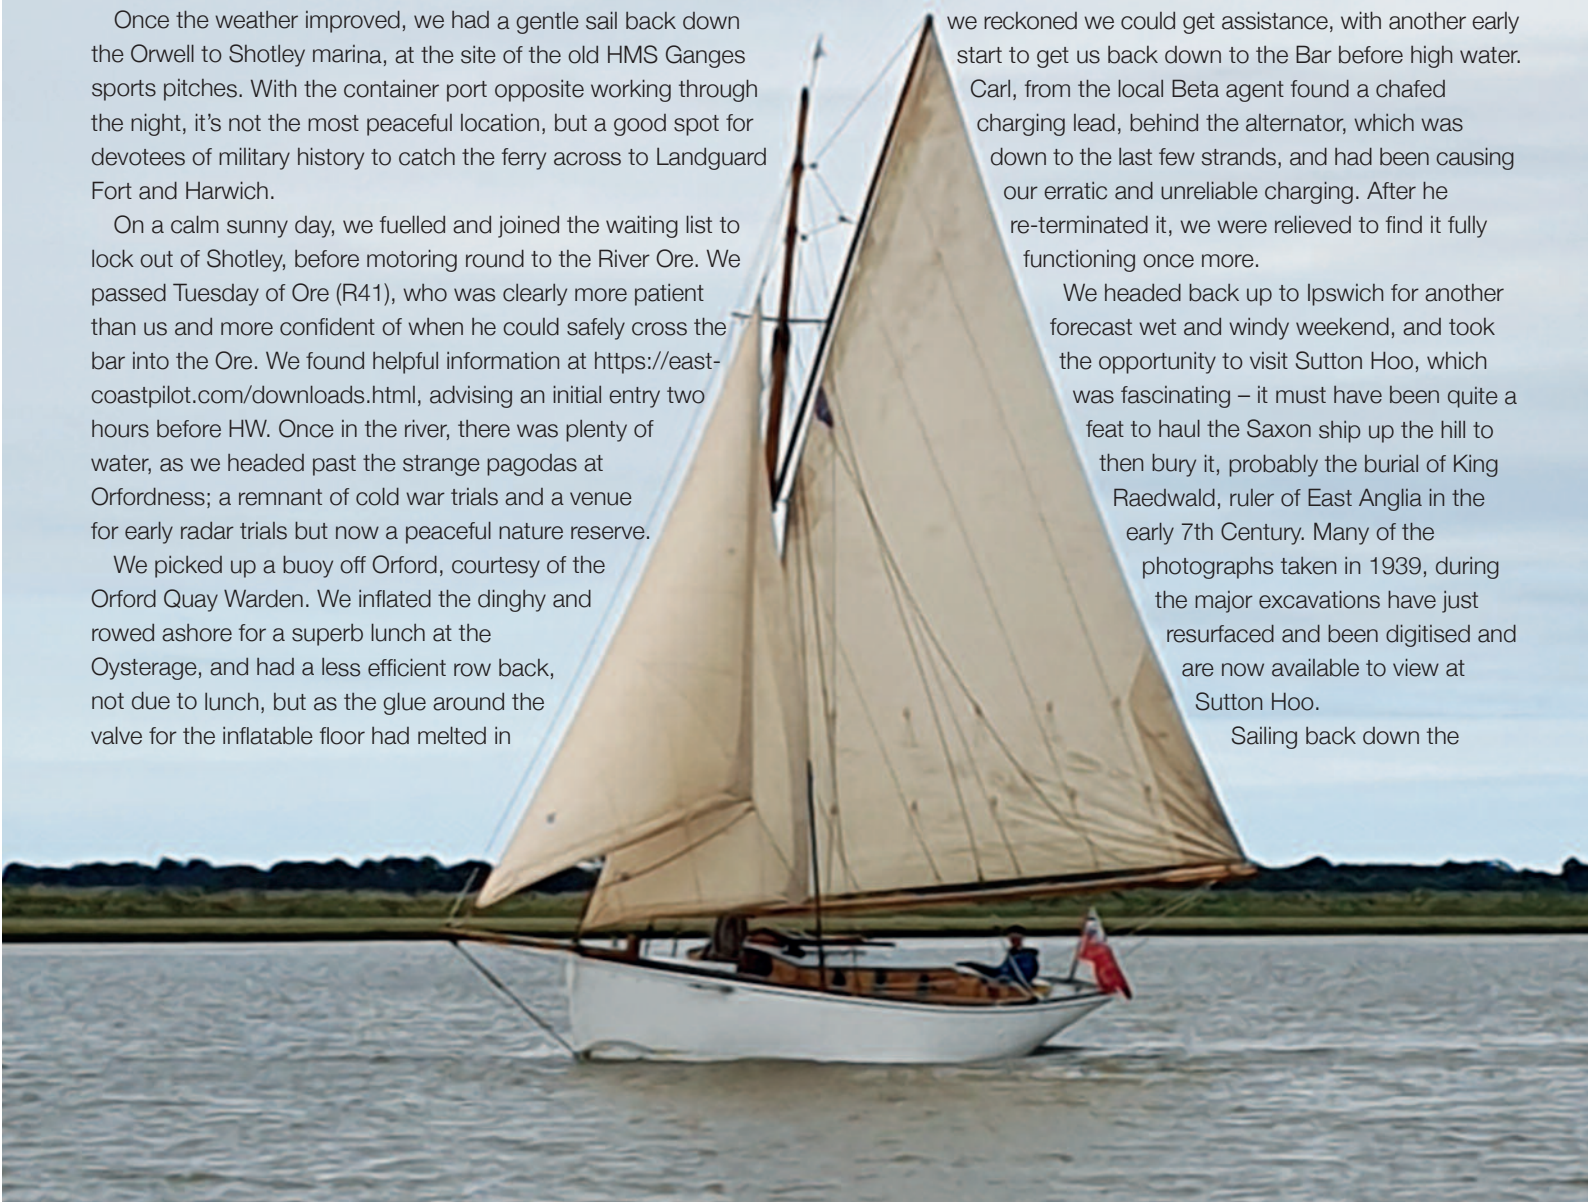 Once the weather improved, we had a gentle sail back down
the Orwell to Shotley marina, at the site of the old HMS Ganges
sports pitches. With the container port opposite working through
the night, it’s not the most peaceful location, but a good spot for
devotees of military history to catch the ferry across to Landguard
Fort and Harwich.
On a calm sunny day, we fuelled and joined the waiting list to
lock out of Shotley, before motoring round to the River Ore. We
passed Tuesday of Ore (R41), who was clearly more patient
than us and more confident of when he could safely cross the
bar into the Ore. We found helpful information at https://east-
coastpilot.com/downloads.html, advising an initial entry two
hours before HW. Once in the river, there was plenty of
water, as we headed past the strange pagodas at
Orfordness; a remnant of cold war trials and a venue
for early radar trials but now a peaceful nature reserve.
We picked up a buoy off Orford, courtesy of the
Orford Quay Warden. We inflated the dinghy and
rowed ashore for a superb lunch at the
Oysterage, and had a less efficient row back,
not due to lunch, but as the glue around the
valve for the inflatable floor had melted in
we reckoned we could get assistance, with another early
start to get us back down to the Bar before high water.
Carl, from the local Beta agent found a chafed
charging lead, behind the alternator, which was
down to the last few strands, and had been causing
our erratic and unreliable charging. After he
re-terminated it, we were relieved to find it fully
functioning once more.
We headed back up to Ipswich for another
forecast wet and windy weekend, and took
the opportunity to visit Sutton Hoo, which
was fascinating – it must have been quite a
feat to haul the Saxon ship up the hill to
then bury it, probably the burial of King
Raedwald, ruler of East Anglia in the
early 7th Century. Many of the
photographs taken in 1939, during
the major excavations have just
resurfaced and been digitised and
are now available to view at
Sutton Hoo.
Sailing back down the